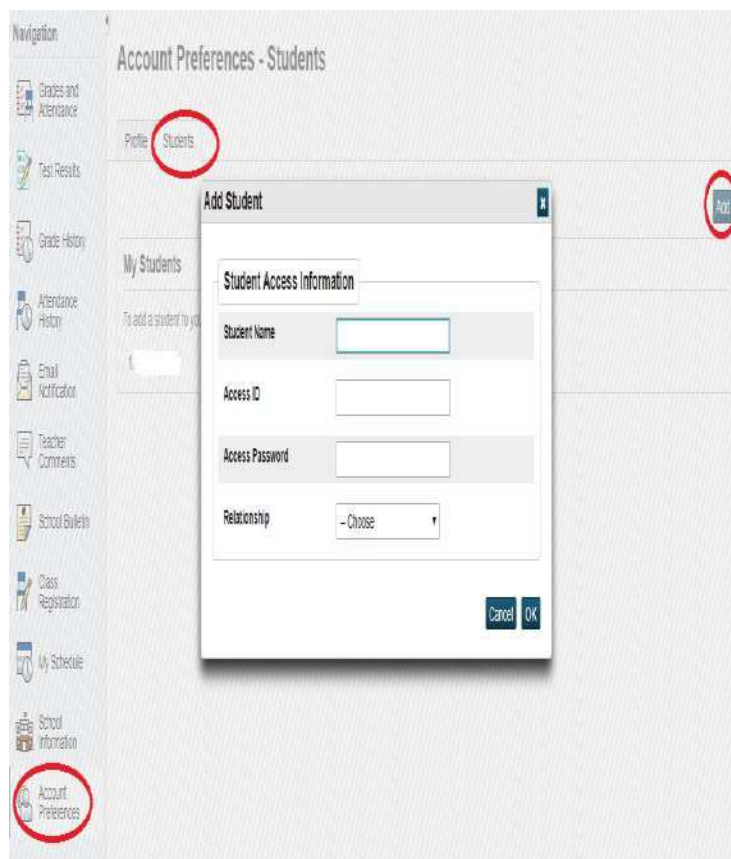 Navigation
Grades and
Attendance
Test Results
Grade History
Attendance
History
Email
Notification
Teacher
Comments
School Bulletin
Class
Registration
My Schedule
School
Information
Account
Preferences
Account Preferences - Students
Profile
Students
Add
My Students
To add a student to you
1.
Add Student
x
Student Access Information
Student Name
Access ID
Access Password
Relationship
-- Choose
Cancel
OK